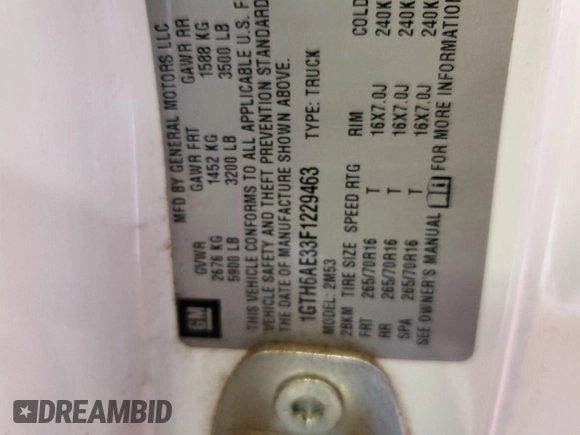 MFD BY GENERAL MOTORS LLC
GVWR GAWR FRT GAWR RR
2676 KG 1452 KG 1588 KG
5900 LB 3200 LB 3500 LB
THIS VEHICLE CONFORMS TO ALL APPLICABLE U.S. F
VEHICLE SAFETY AND THEFT PREVENTION STANDARD
THE DATE OF MANUFACTURE SHOWN ABOVE.
1GTH6AE33F1229463 TYPE: TRUCK
MODEL: 2M53
2BKM TIRE SIZE SPEED RTG RIM COLD
FRT 265/70R16 T 16X7.0J 240K
RR 265/70R16 T 16X7.0J 240K
SPA 265/70R16 T 16X7.0J 240K
SEE OWNER'S MANUAL i FOR MORE INFORMATION
GM
DREAMBID